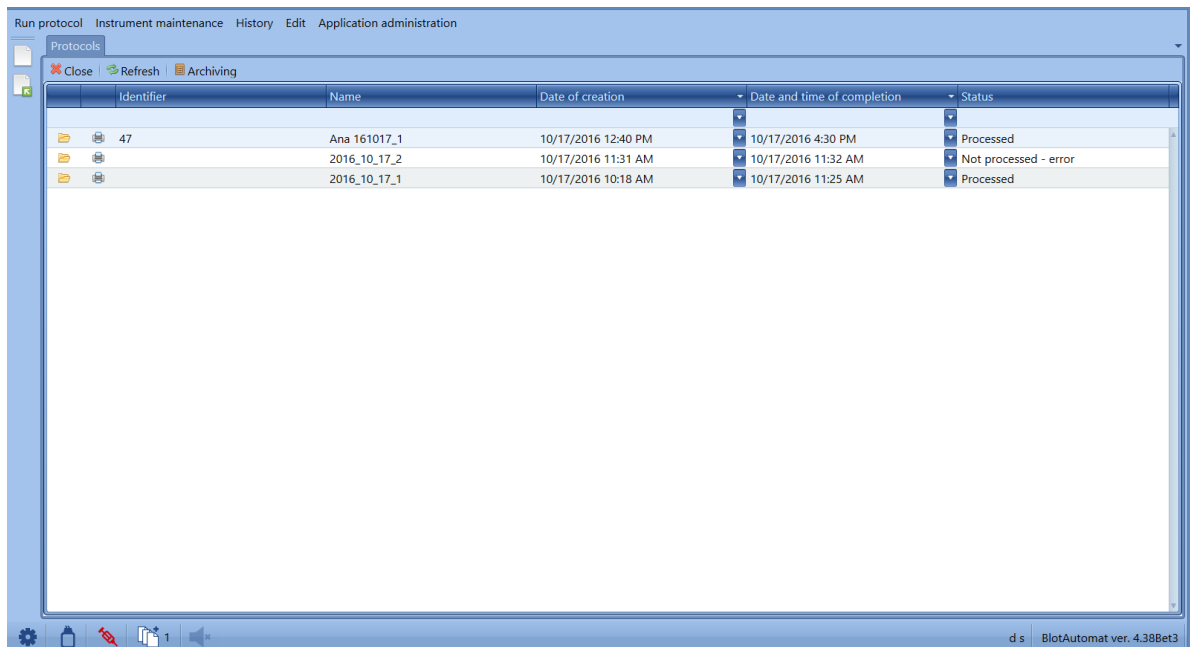 Run protocol Instrument maintenance History Edit Application administration
Protocols
Close Refresh Archiving
Identifier Name Date of creation Date and time of completion Status
47 Ana 161017_1 10/17/2016 12:40 PM 10/17/2016 4:30 PM Processed
2016_10_17_2 10/17/2016 11:31 AM 10/17/2016 11:32 AM Not processed - error
2016_10_17_1 10/17/2016 10:18 AM 10/17/2016 11:25 AM Processed
1 d s BlotAutomat ver. 4.38Bet3